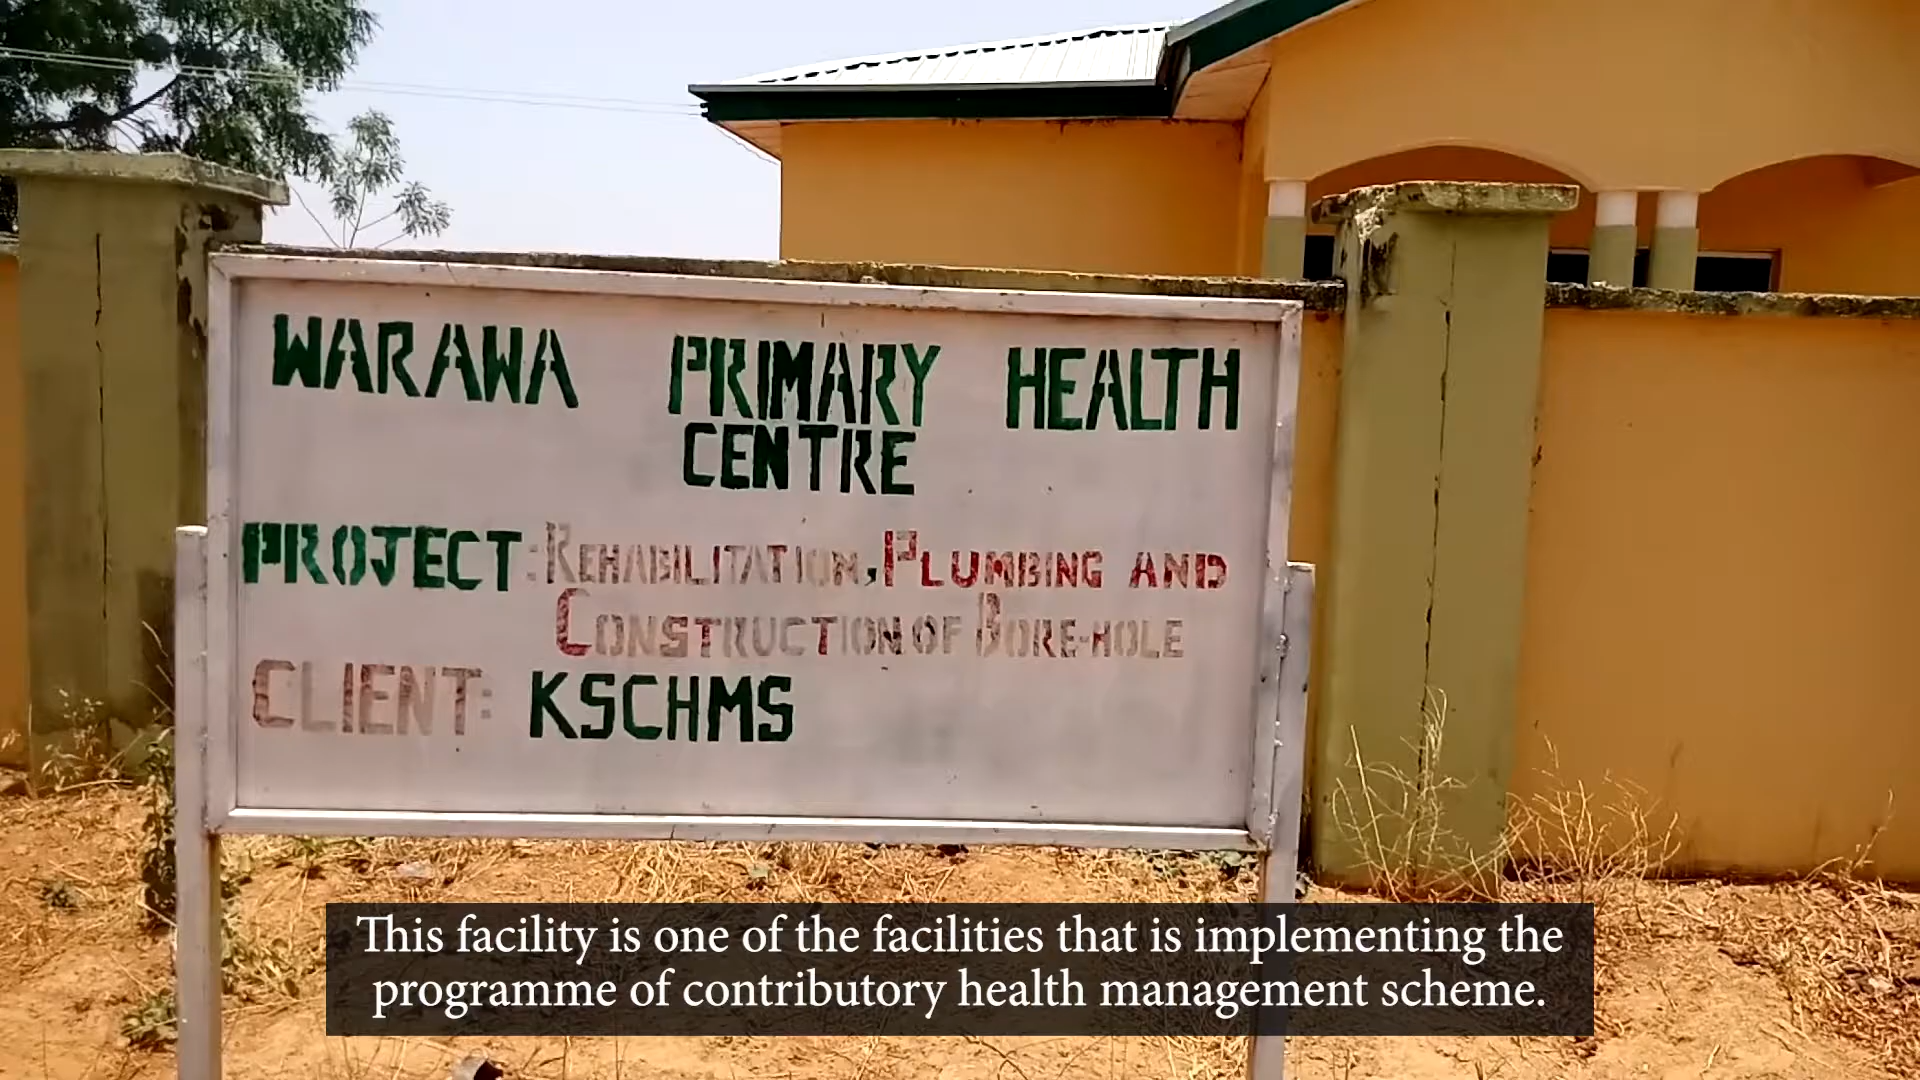 WARAWA PRIMARY HEALTH
CENTRE
PROJECT: REHABILITATION, PLUMBING AND
CONSTRUCTION OF BORE-HOLE
CLIENT: KSCHMS
This facility is one of the facilities that is implementing the
programme of contributory health management scheme.